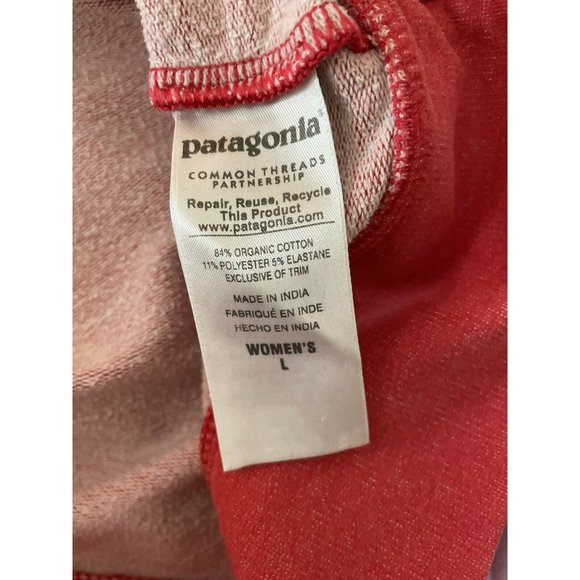 patagonia®
COMMON THREADS
PARTNERSHIP
Repair, Reuse, Recycle
This Product
www.patagonia.com
84% ORGANIC COTTON
11% POLYESTER 5% ELASTANE
EXCLUSIVE OF TRIM
MADE IN INDIA
FABRIQUÉ EN INDE
HECHO EN INDIA
WOMEN'S
L